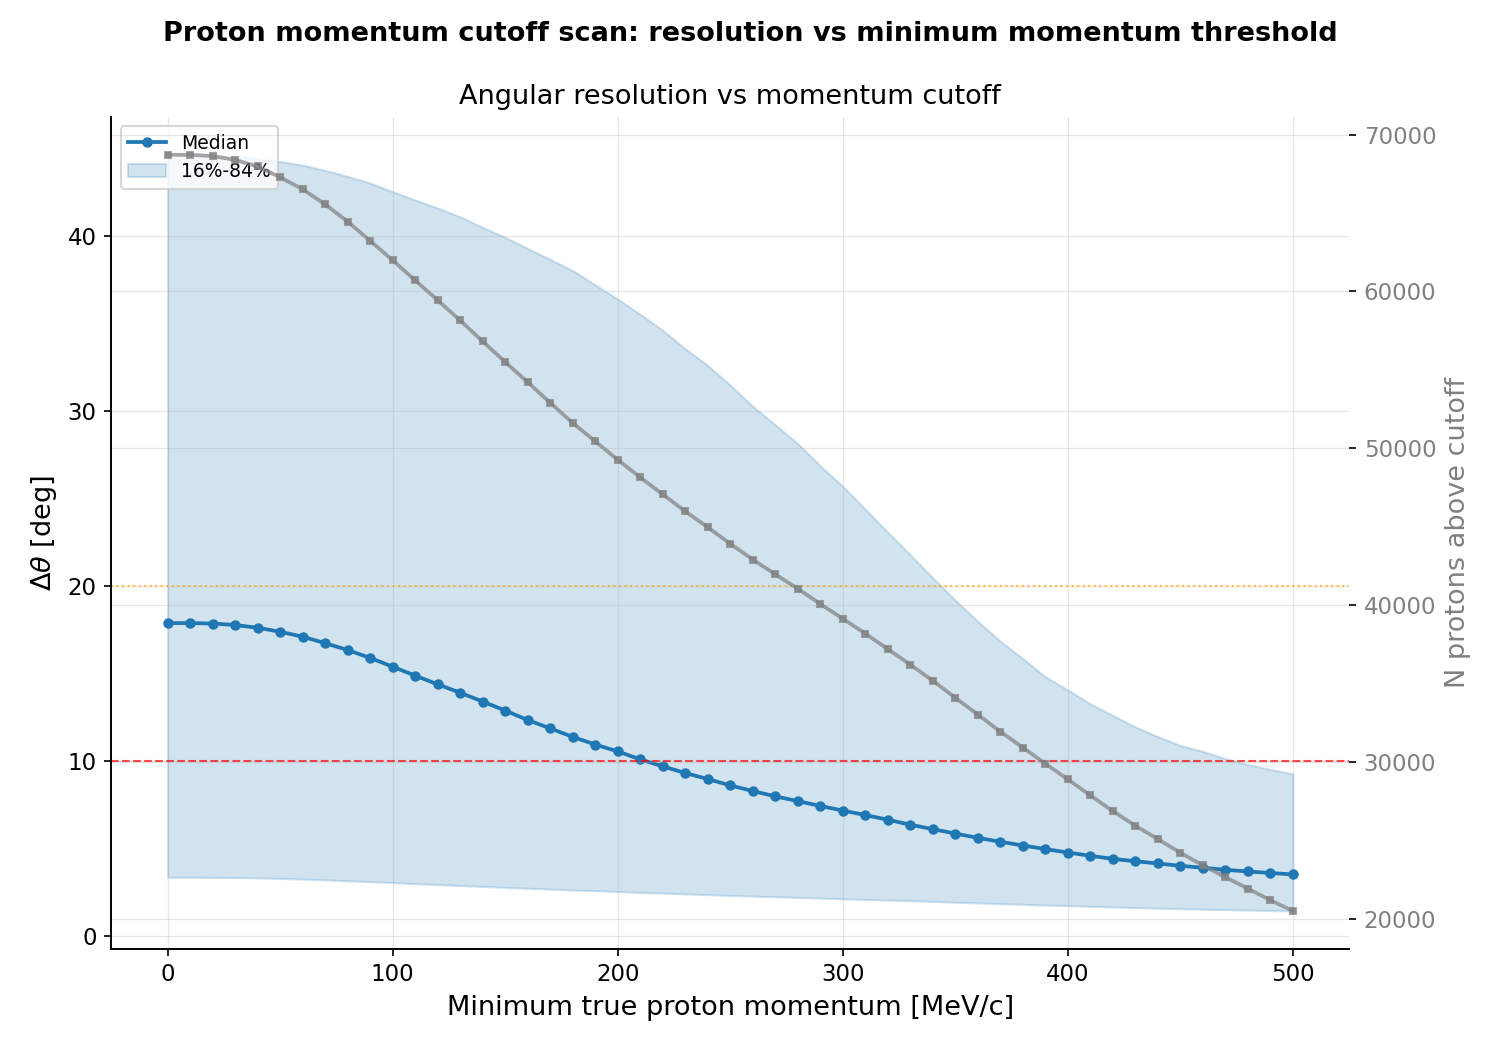 Proton momentum cutoff scan: resolution vs minimum momentum threshold
Angular resolution vs momentum cutoff
Median
16%-84%
Δθ [deg]
40
30
20
10
0
70000
60000
50000
40000
30000
20000
N protons above cutoff
0 100 200 300 400 500
Minimum true proton momentum [MeV/c]